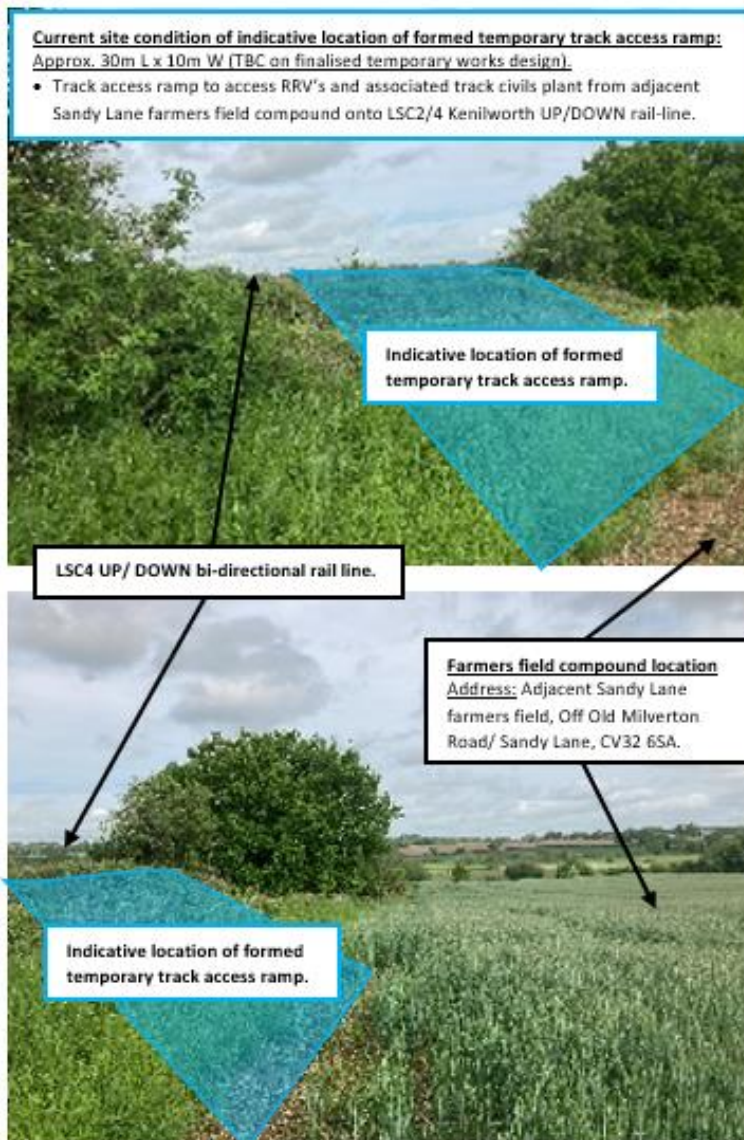 Current site condition of indicative location of formed temporary track access ramp:
Approx. 30m L x 10m W (TBC on finalised temporary works design).
• Track access ramp to access RRV's and associated track civils plant from adjacent
Sandy Lane farmers field compound onto LSC2/4 Kenilworth UP/DOWN rail-line.
Indicative location of formed
temporary track access ramp.
LSC4 UP/ DOWN bi-directional rail line.
Farmers field compound location
Address: Adjacent Sandy Lane
farmers field, Off Old Milverton
Road/ Sandy Lane, CV32 6SA.
Indicative location of formed
temporary track access ramp.